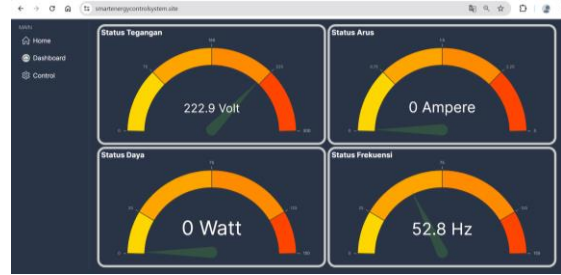 smartenergycontrolsystem.site
MAIN
Home
Dashboard
Control
Status Tegangan
222.9 Volt
Status Arus
0 Ampere
Status Daya
0 Watt
Status Frekuensi
52.8 Hz